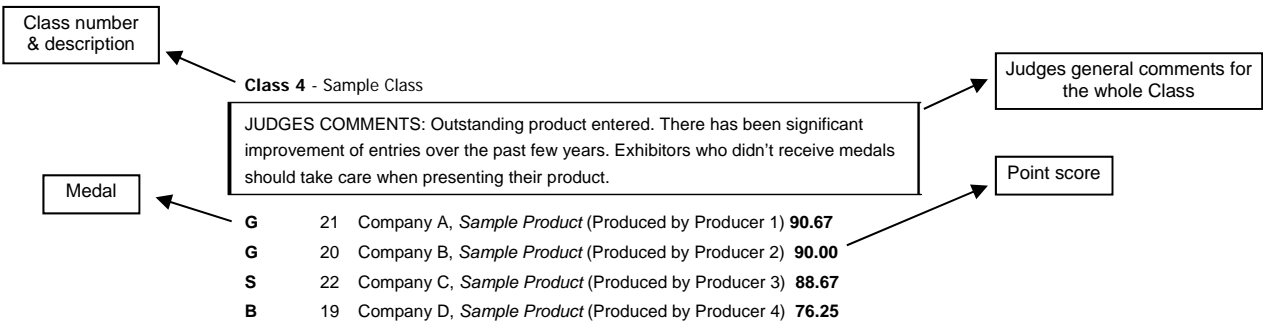 Class number
& description
Class 4 - Sample Class
Judges general comments for
the whole Class
JUDGES COMMENTS: Outstanding product entered. There has been significant
improvement of entries over the past few years. Exhibitors who didn’t receive medals
should take care when presenting their product.
Medal
Point score
G 21 Company A, Sample Product (Produced by Producer 1) 90.67
G 20 Company B, Sample Product (Produced by Producer 2) 90.00
S 22 Company C, Sample Product (Produced by Producer 3) 88.67
B 19 Company D, Sample Product (Produced by Producer 4) 76.25